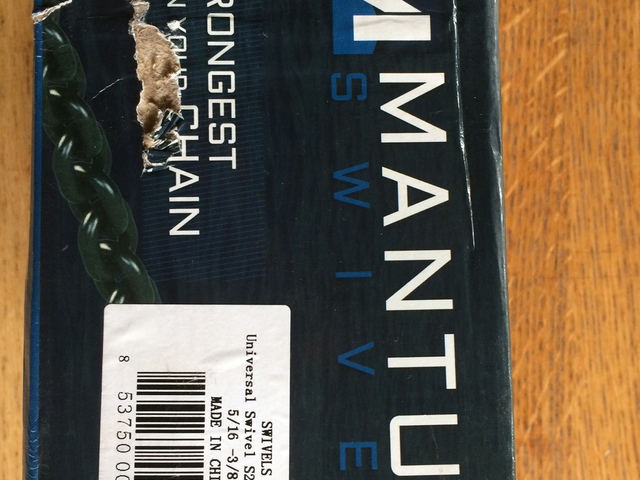 MANTU
SWIVE
RONGEST
N YOUR CHAIN
SWIVELS
Universal Swivel S2
5/16 -3/8
MADE IN CHI
8 53750 00